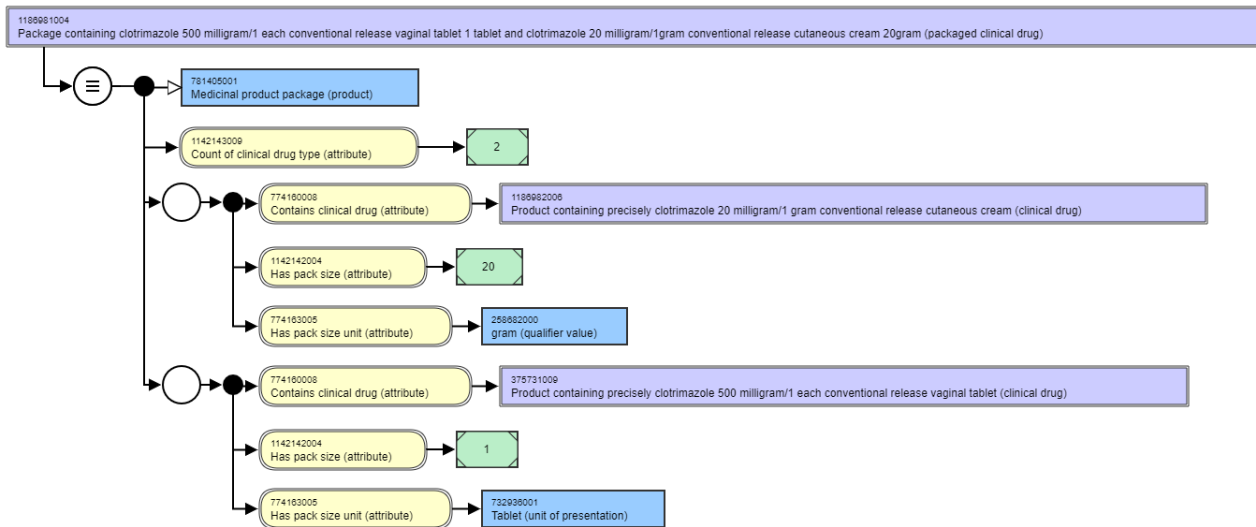 1186981004
Package containing clotrimazole 500 milligram/1 each conventional release vaginal tablet 1 tablet and clotrimazole 20 milligram/1gram conventional release cutaneous cream 20gram (packaged clinical drug)
781405001
Medicinal product package (product)
1142143009
Count of clinical drug type (attribute)
2
774160008
Contains clinical drug (attribute)
1186982006
Product containing precisely clotrimazole 20 milligram/1 gram conventional release cutaneous cream (clinical drug)
1142142004
Has pack size (attribute)
20
774163005
Has pack size unit (attribute)
258682000
gram (qualifier value)
774160008
Contains clinical drug (attribute)
375731009
Product containing precisely clotrimazole 500 milligram/1 each conventional release vaginal tablet (clinical drug)
1142142004
Has pack size (attribute)
1
774163005
Has pack size unit (attribute)
732936001
Tablet (unit of presentation)